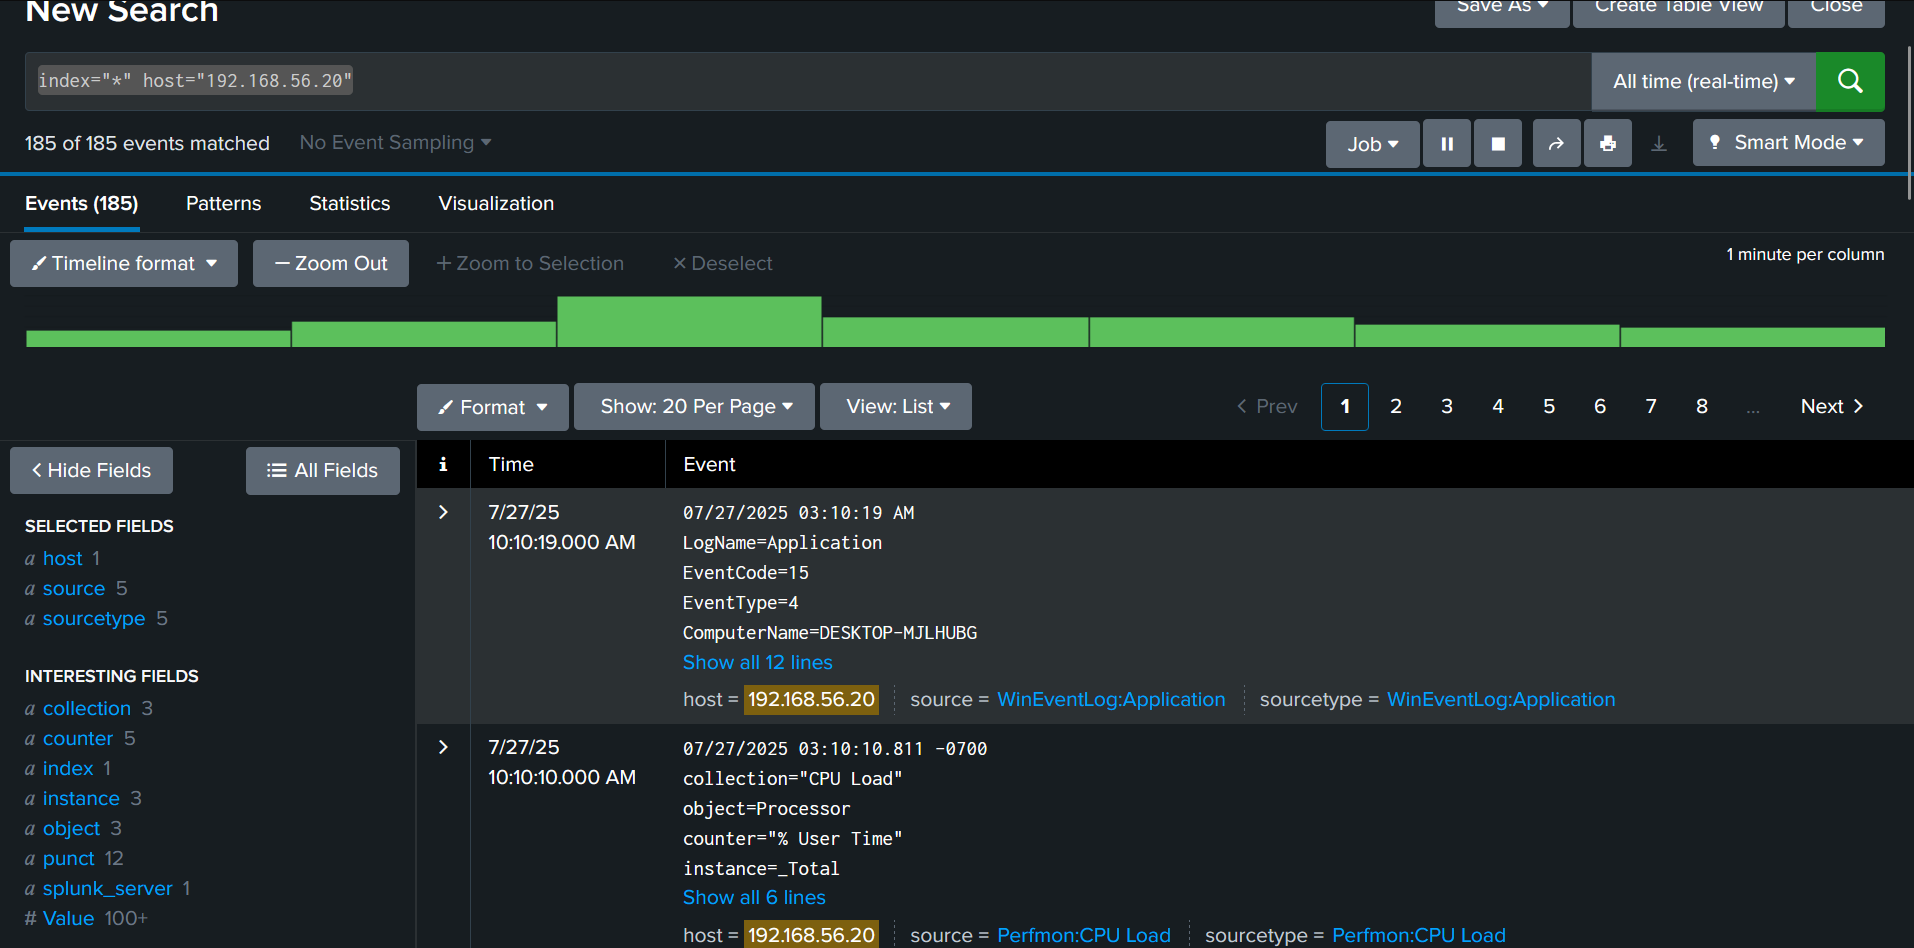 New Search
Save As
Create Table View
Close
index="*" host="192.168.56.20"
All time (real-time)
185 of 185 events matched
No Event Sampling
Job
Smart Mode
Events (185)
Patterns
Statistics
Visualization
Timeline format
— Zoom Out
+ Zoom to Selection
× Deselect
1 minute per column
Format
Show: 20 Per Page
View: List
< Prev
1
2
3
4
5
6
7
8
...
Next >
< Hide Fields
All Fields
i
Time
Event
SELECTED FIELDS
a host 1
a source 5
a sourcetype 5
INTERESTING FIELDS
a collection 3
a counter 5
a index 1
a instance 3
a object 3
a punct 12
a splunk_server 1
# Value 100+
>
7/27/25
10:10:19.000 AM
07/27/2025 03:10:19 AM
LogName=Application
EventCode=15
EventType=4
ComputerName=DESKTOP-MJLHUBG
Show all 12 lines
host = 192.168.56.20
source = WinEventLog:Application
sourcetype = WinEventLog:Application
>
7/27/25
10:10:10.000 AM
07/27/2025 03:10:10.811 -0700
collection="CPU Load"
object=Processor
counter="% User Time"
instance=_Total
Show all 6 lines
host = 192.168.56.20
source = Perfmon:CPU Load
sourcetype = Perfmon:CPU Load